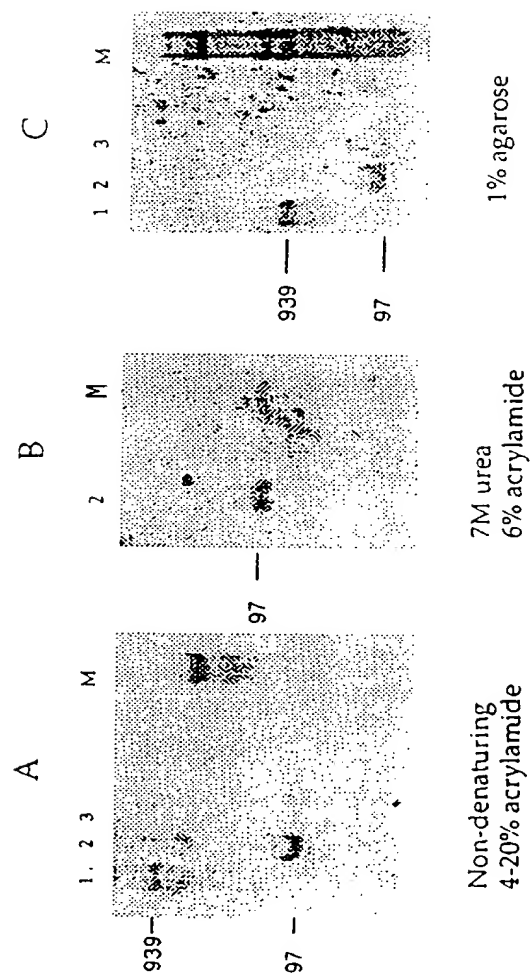 A
1. 2 3 M
939
97
Non-denaturing
4-20% acrylamide
B
2 M
97
7M urea
6% acrylamide
C
1 2 3 M
939
97
1% agarose